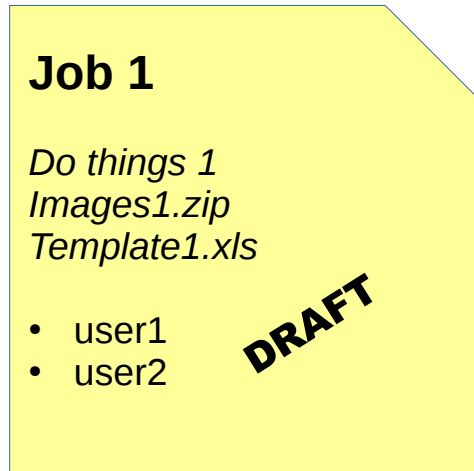 Job 1
Do things 1
Images1.zip
Template1.xls
• user1
• user2
DRAFT